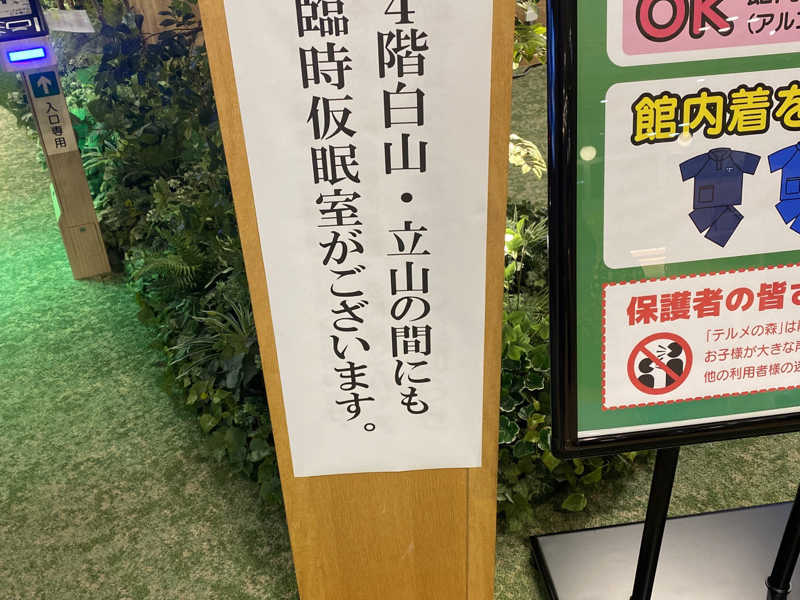 4階白山・立山の間にも
臨時仮眠室がございます。
入口専用
OK
館内着を
保護者の皆さ
「テルメの森」は
お子様が大きな
他の利用者様の